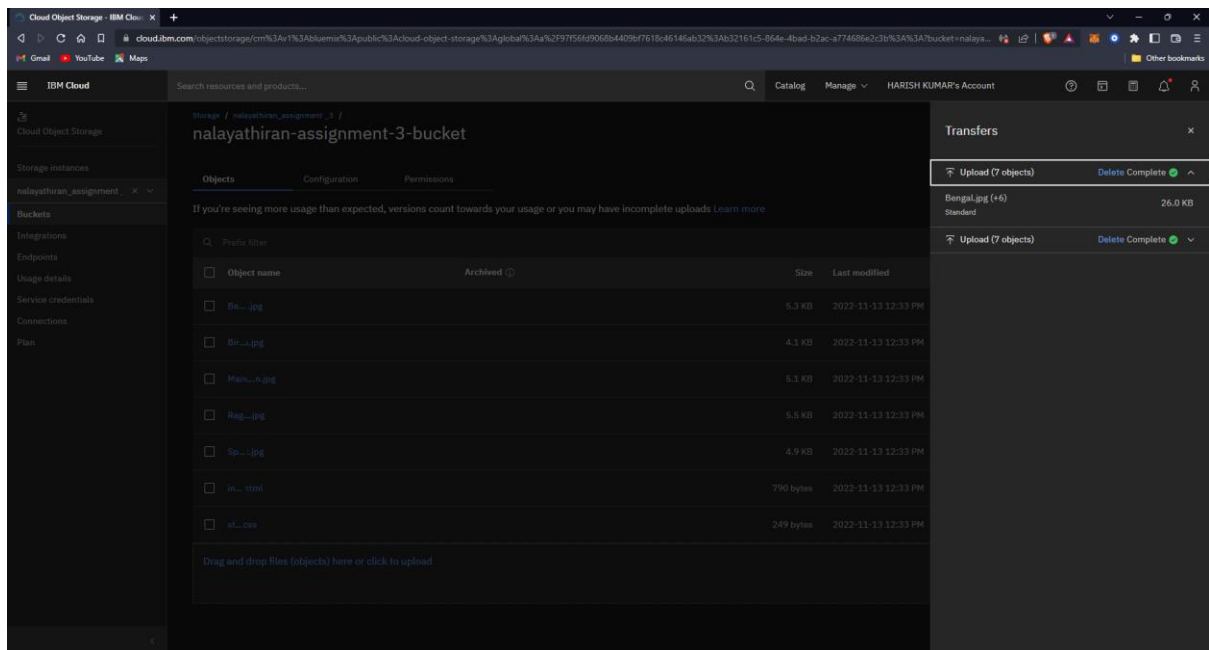 Cloud Object Storage - IBM Clou
cloud.ibm.com/objectstorage/crn%3Av1%3Abluemix%3Apublic%3Acloud-object-storage%3Aglobal%3Aa%2F97f56fd9068b4409bf7618c46146ab32%3Ab32161c5-864e-4bad-b2ac-a774686e2c3b%3A%3A?bucket=nalaya...
Gmail YouTube Maps Other bookmarks
IBM Cloud Search resources and products... Catalog Manage HARISH KUMAR's Account
Cloud Object Storage
Storage instances
nalayathiran_assignment_
Buckets
Integrations
Endpoints
Usage details
Service credentials
Connections
Plan
Storage / nalayathiran_assignment_3 /
nalayathiran-assignment-3-bucket
Objects Configuration Permissions
If you're seeing more usage than expected, versions count towards your usage or you may have incomplete uploads Learn more
Prefix filter
Object name Archived Size Last modified
Be... .jpg 5.3 KB 2022-11-13 12:33 PM
4.1 KB 2022-11-13 12:33 PM
Main...n.jpg 5.1 KB 2022-11-13 12:33 PM
Rag...jpg 5.5 KB 2022-11-13 12:33 PM
4.9 KB 2022-11-13 12:33 PM
790 bytes 2022-11-13 12:33 PM
st...css 249 bytes 2022-11-13 12:33 PM
Drag and drop files (objects) here or click to upload
Transfers
Upload (7 objects) Delete Complete
Bengal.jpg (+6) 26.0 KB
Standard
Upload (7 objects) Delete Complete